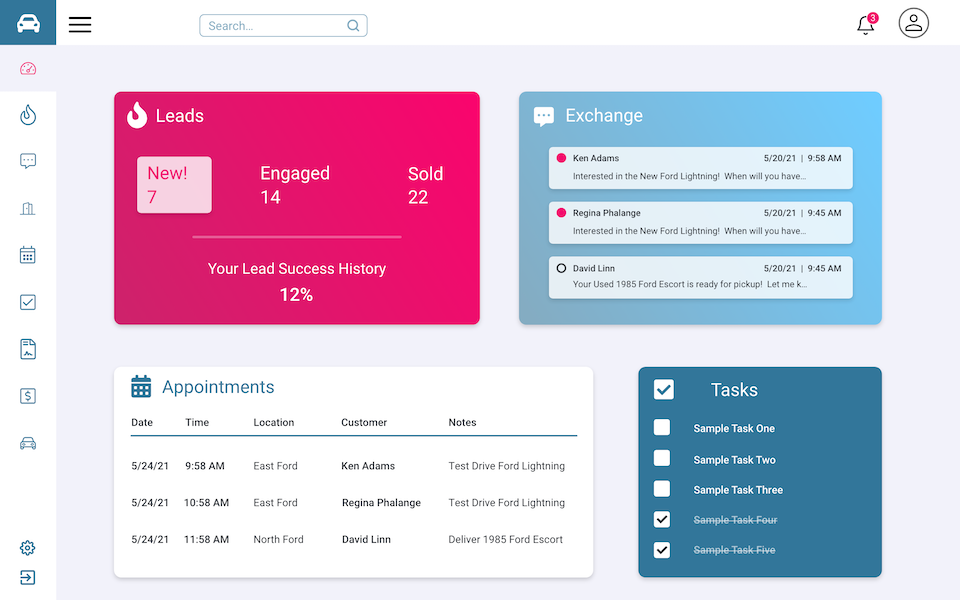 Search...
3
Leads
New!
7
Engaged
14
Sold
22
Your Lead Success History
12%
Exchange
Ken Adams 5/20/21 | 9:58 AM
Interested in the New Ford Lightning! When will you have...
Regina Phalange 5/20/21 | 9:45 AM
Interested in the New Ford Lightning! When will you have...
David Linn 5/20/21 | 9:45 AM
Your Used 1985 Ford Escort is ready for pickup! Let me k...
Appointments
Date Time Location Customer Notes
5/24/21 9:58 AM East Ford Ken Adams Test Drive Ford Lightning
5/24/21 10:58 AM East Ford Regina Phalange Test Drive Ford Lightning
5/24/21 11:58 AM North Ford David Linn Deliver 1985 Ford Escort
Tasks
Sample Task One
Sample Task Two
Sample Task Three
Sample Task Four
Sample Task Five